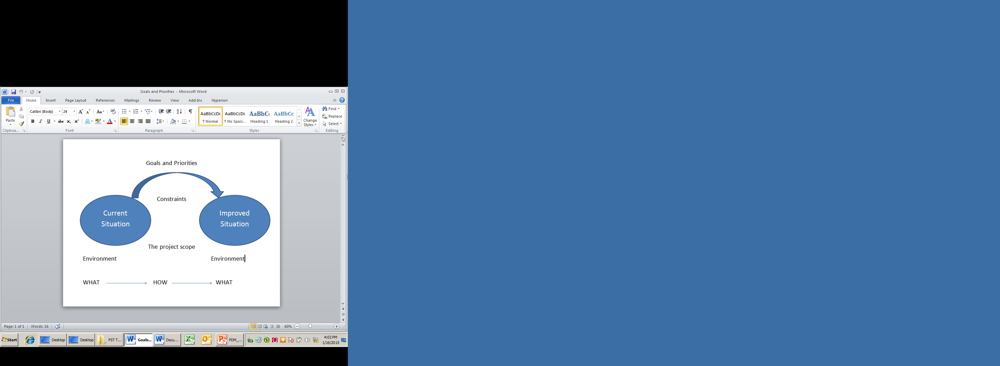 Goals and Priorities - Microsoft Word
File Home Insert Page Layout References Mailings Review View Add-Ins Hyperion
Paste
Clipboa...
Calibri (Body) 24
Font
Paragraph
AaBbCcDc AaBbCcDc AaBbCc AaBbCc
¶ Normal ¶ No Spaci... Heading 1 Heading 2
Change
Styles
Styles
Find
Replace
Select
Editing
Goals and Priorities
Constraints
Current
Situation
Improved
Situation
The project scope
Environment Environment
WHAT HOW WHAT
Page: 1 of 1 Words: 16 60%
Start Desktop Desktop PST T... Goals... Docu... PDM_...
4:02 PM
1/16/2015